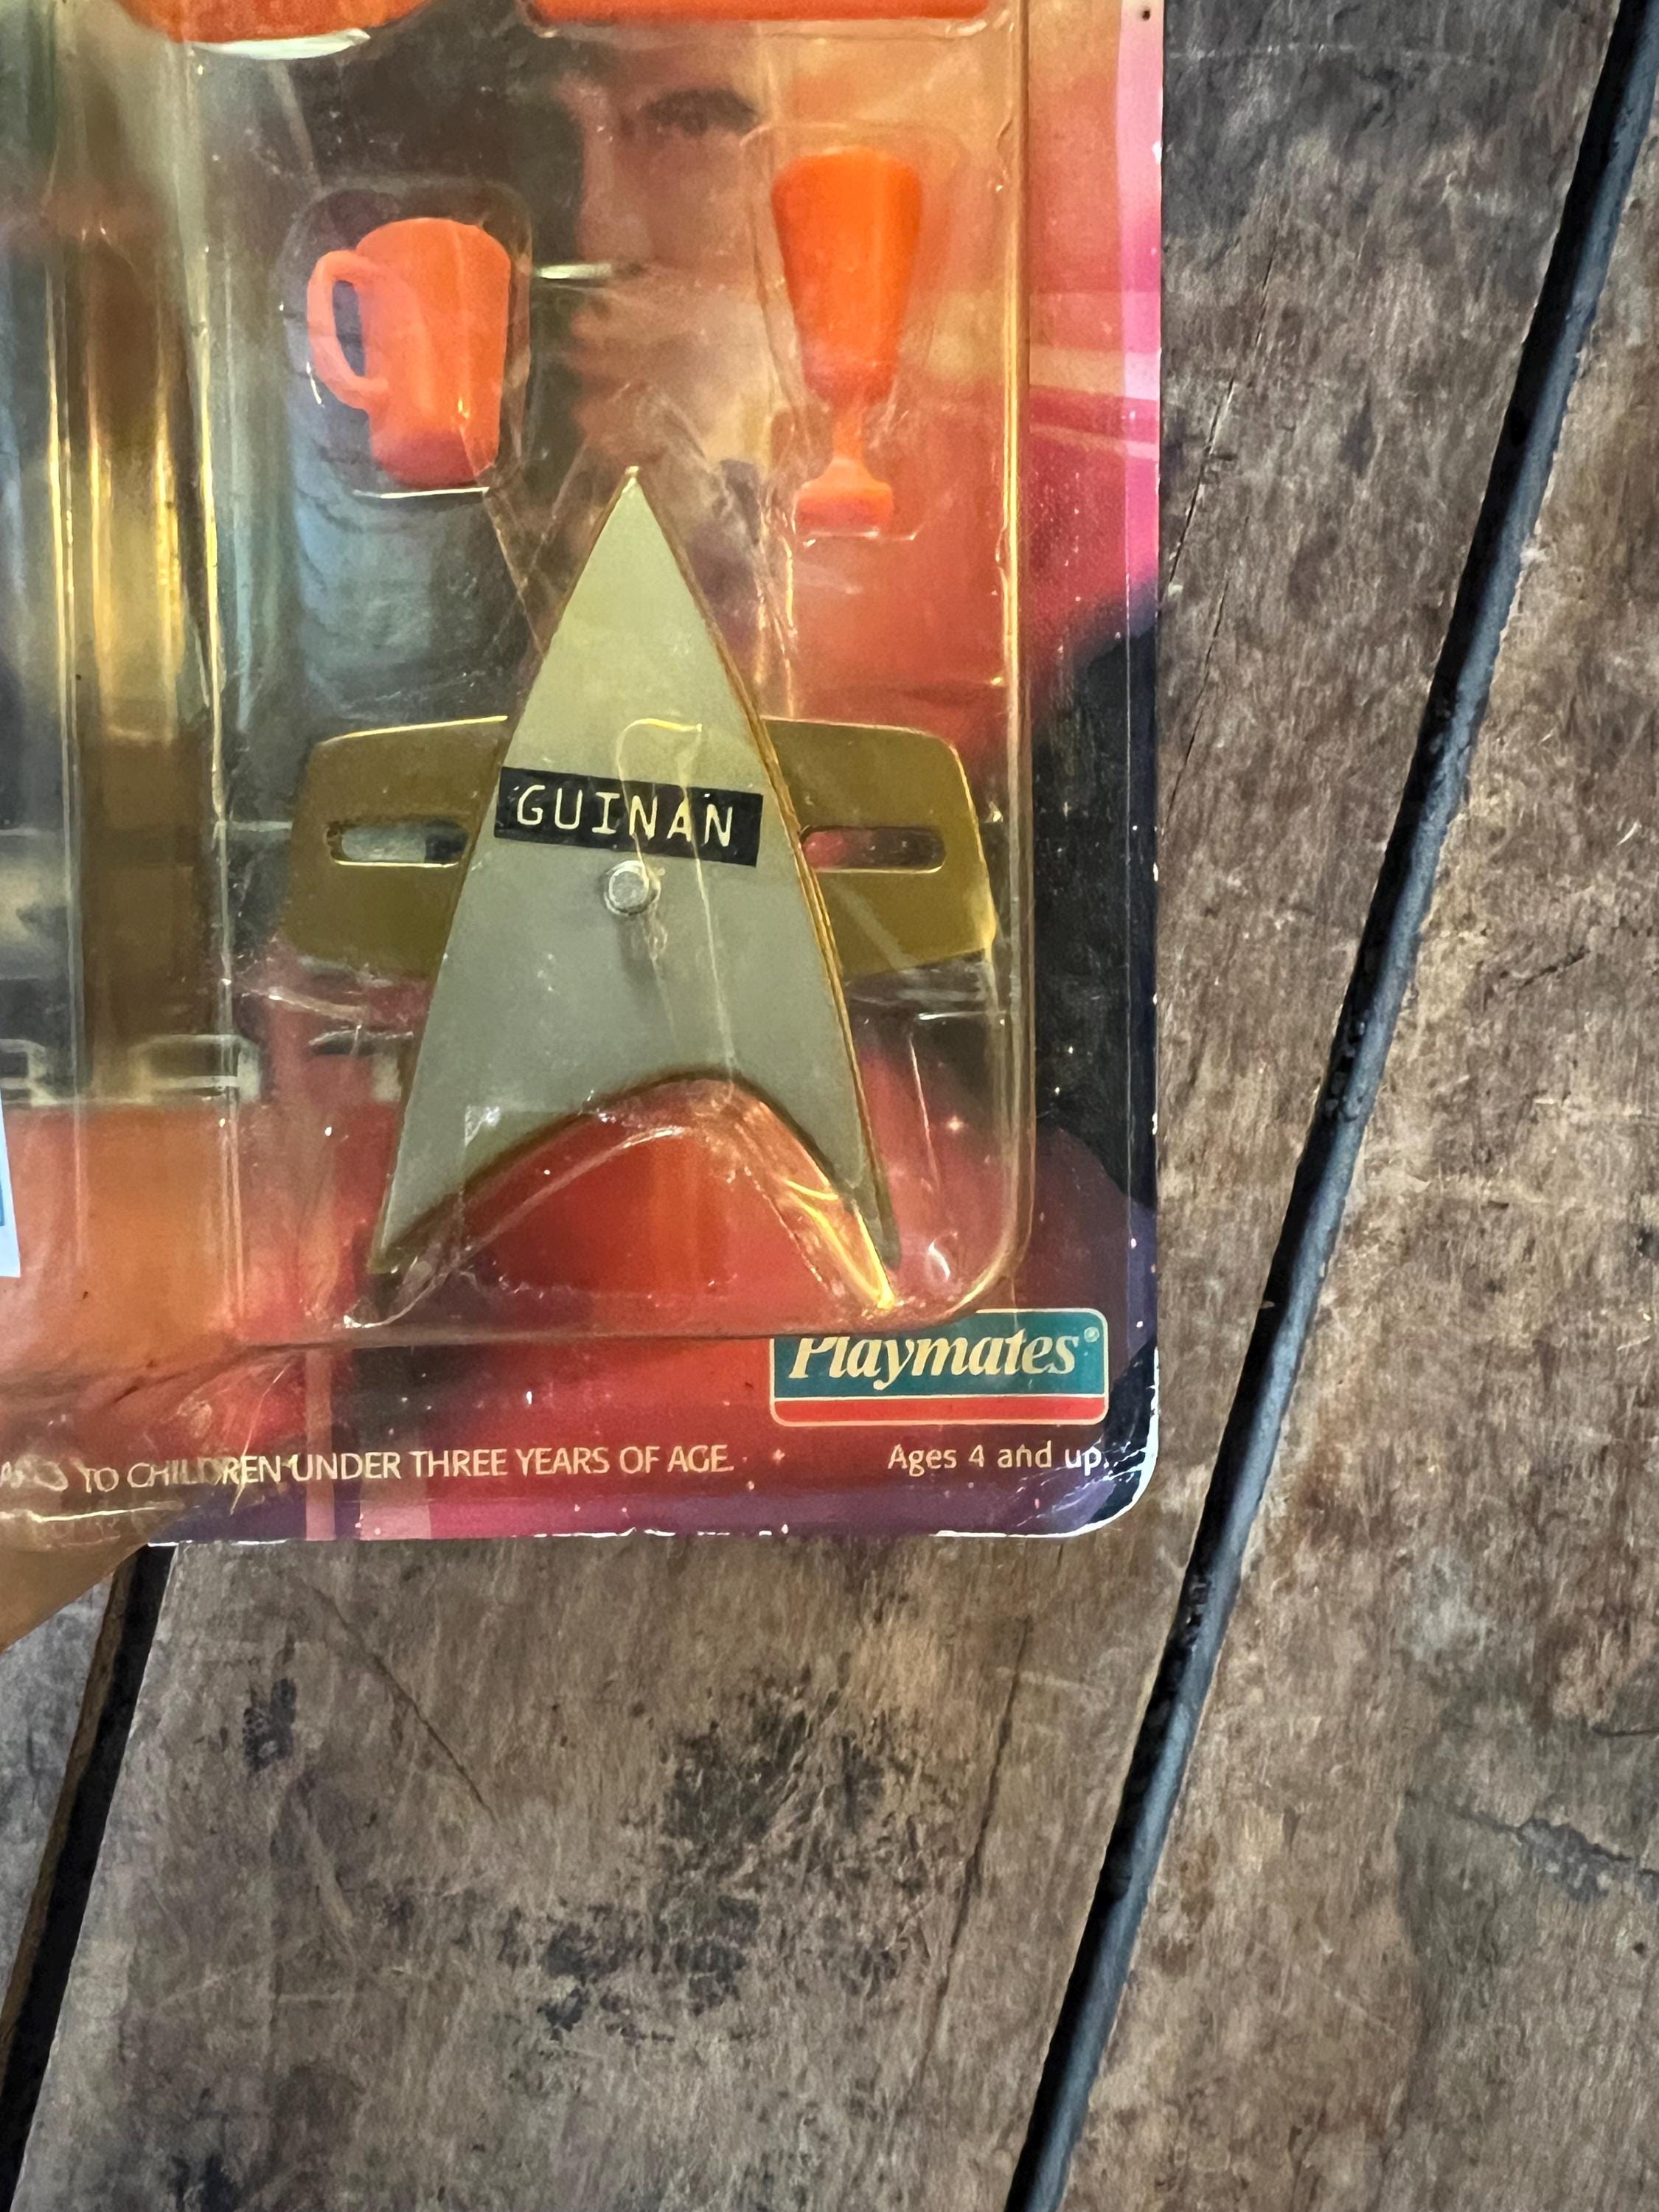 GUINAN
Playmates®
TO CHILDREN UNDER THREE YEARS OF AGE.
Ages 4 and up.